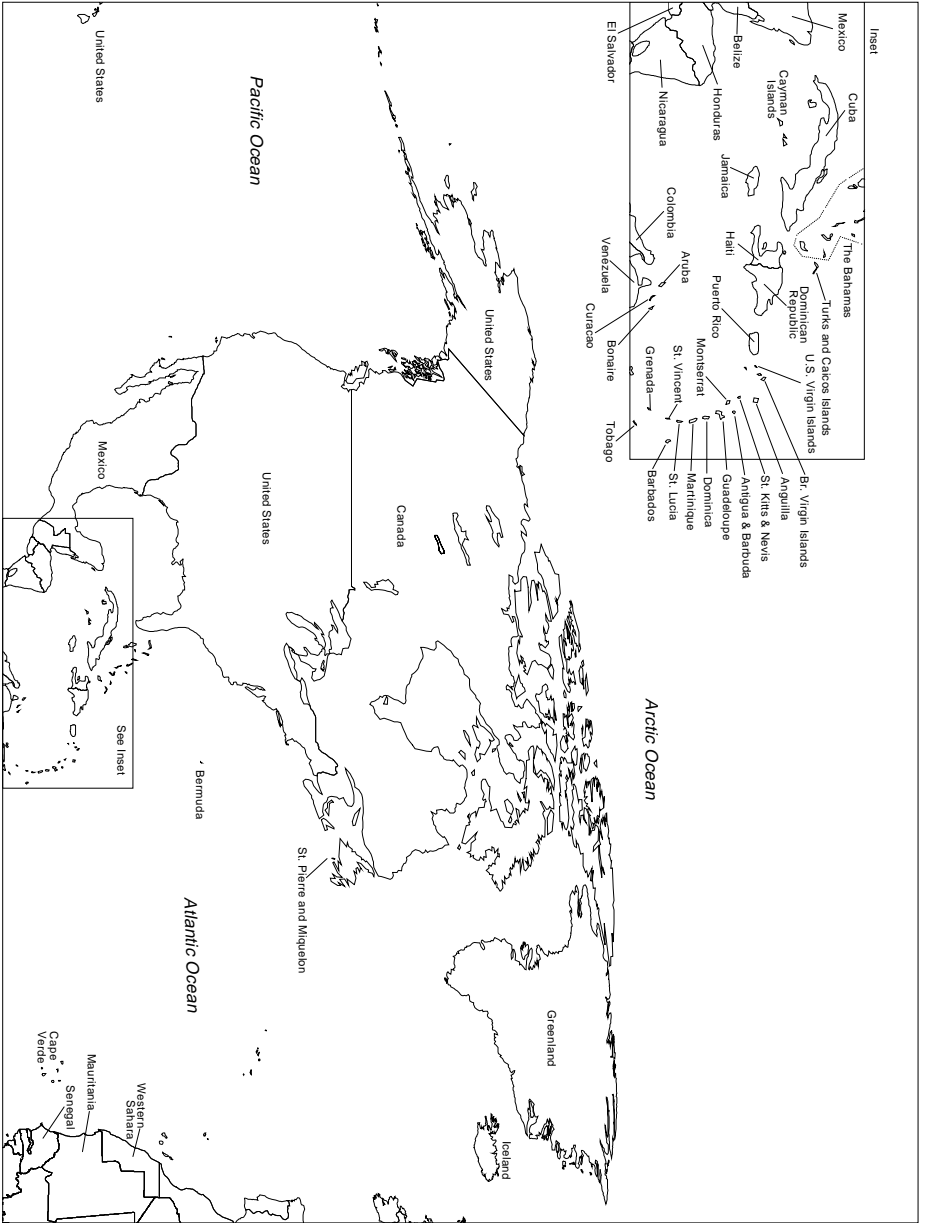 Inset
Mexico
Cuba
Cayman
Islands
Belize
Honduras
Nicaragua
El Salvador
Jamaica
The Bahamas
Turks and Caicos Islands
Haiti
Dominican
Republic
Puerto Rico
U.S. Virgin Islands
Br. Virgin Islands
Anguilla
St. Kitts & Nevis
Antigua & Barbuda
Montserrat
Guadeloupe
Dominica
Martinique
St. Lucia
St. Vincent
Barbados
Grenada
Tobago
Colombia
Venezuela
Aruba
Curacao
Bonaire
Arctic Ocean
United States
Canada
Greenland
Iceland
Pacific Ocean
United States
United States
Mexico
St. Pierre and Miquelon
Bermuda
Atlantic Ocean
See Inset
Western
Sahara
Mauritania
Senegal
Cape
Verde